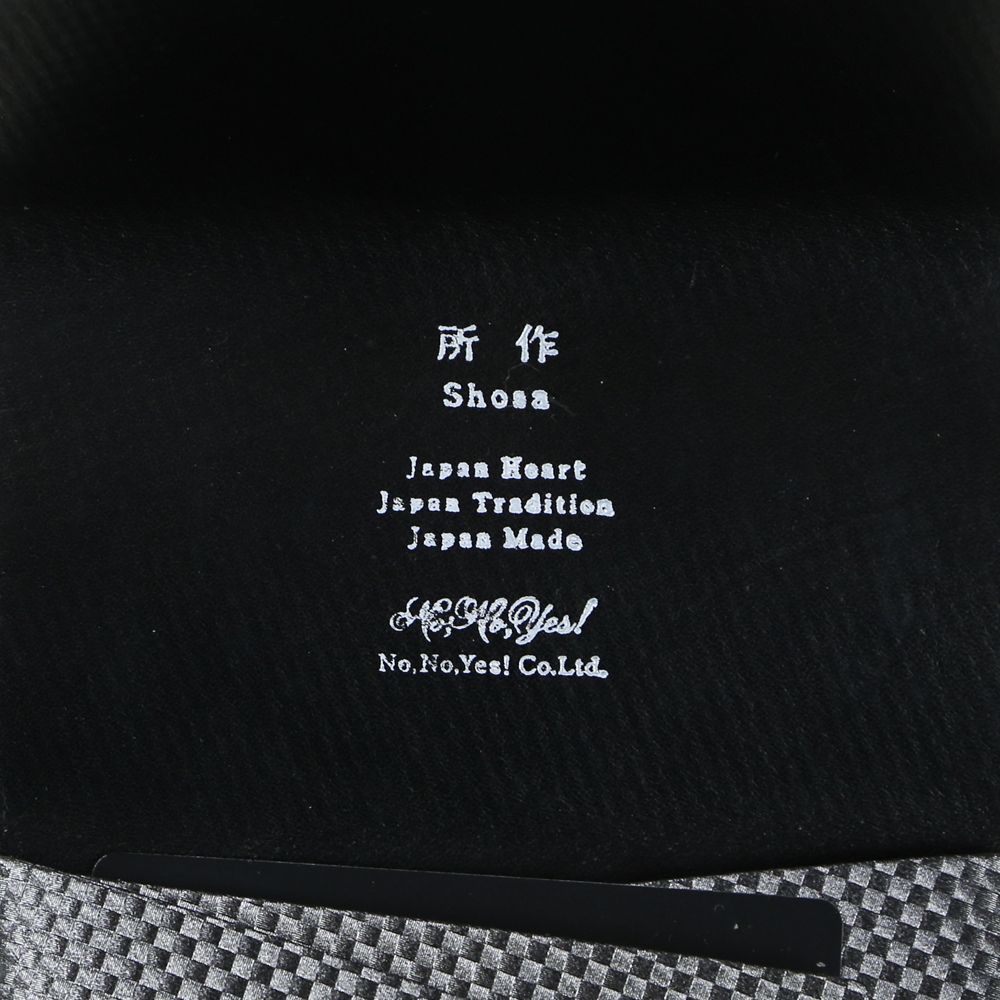 所作
Shosa
Japan Heart
Japan Tradition
Japan Made
No,No,Yes!
No,No,Yes! Co.Ltd.